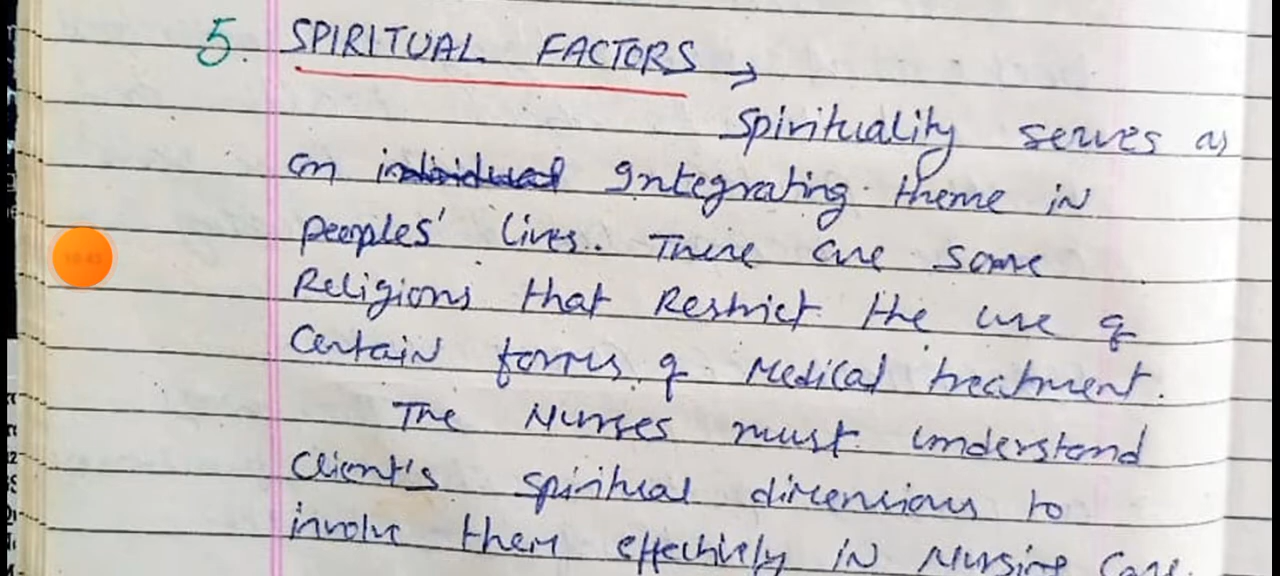 5. SPIRITUAL FACTORS →
Spirituality serves as
an individual Integrating theme in
peoples' lives. There are some
Religions that Restrict the use of
Certain forms of Medical treatment.
The Nurses must understand
Client's spiritual dimensions to
involve them effectively in Nursing Care.